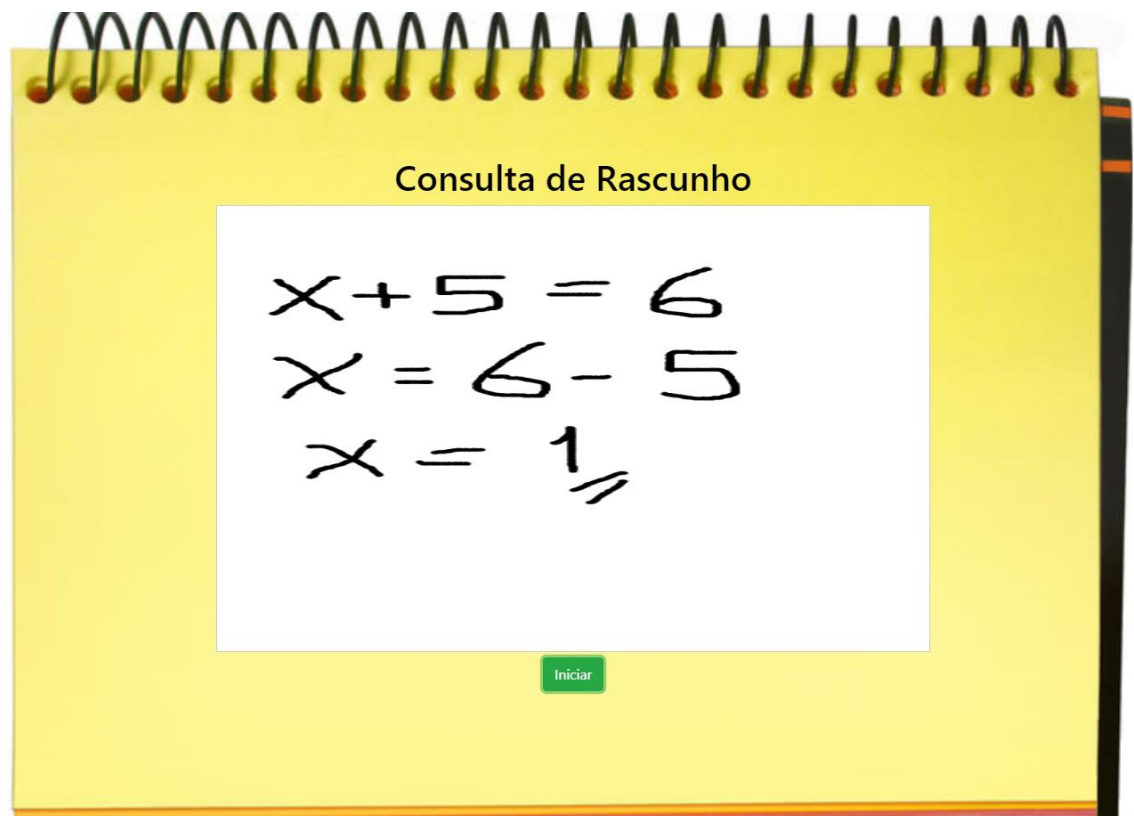 Consulta de Rascunho
x + 5 = 6
x = 6 - 5
x = 1
Iniciar